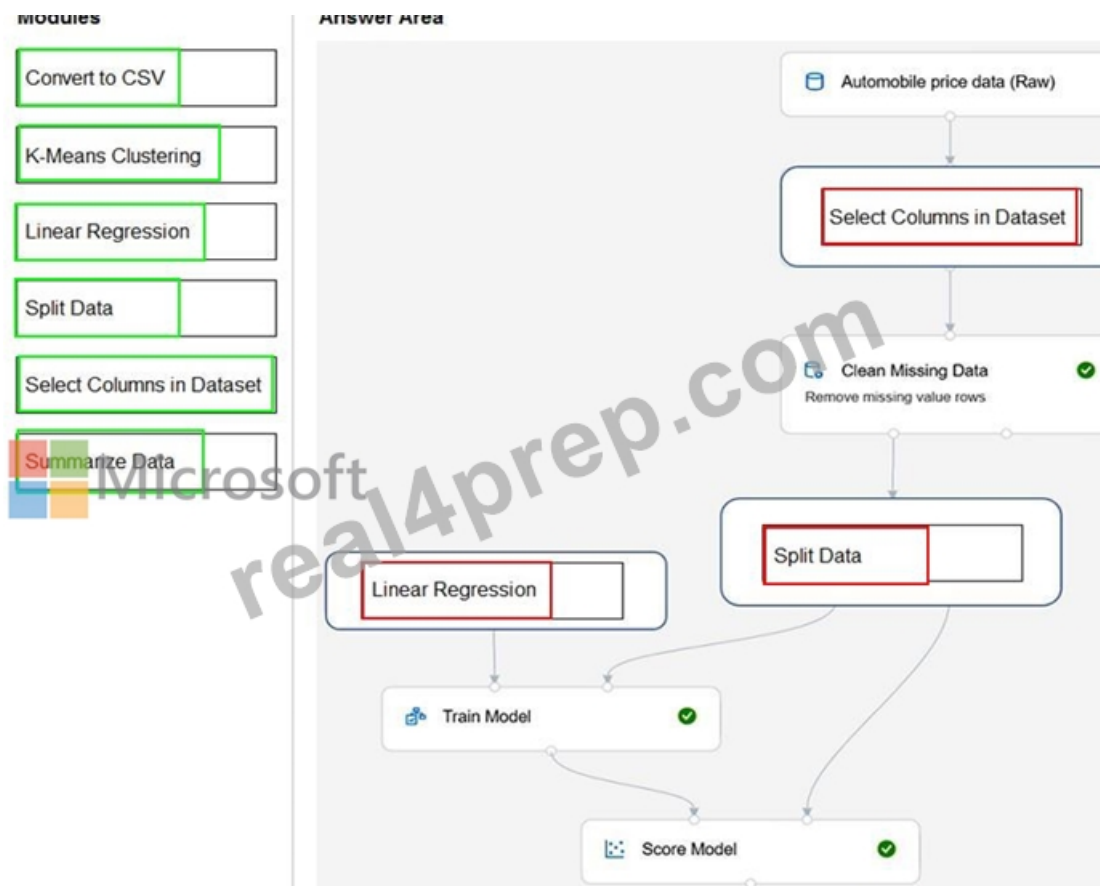 Modules
Answer Area
Convert to CSV
K-Means Clustering
Linear Regression
Split Data
Select Columns in Dataset
Summarize Data
Microsoft
real4prep.com
Automobile price data (Raw)
Select Columns in Dataset
Clean Missing Data
Remove missing value rows
Split Data
Linear Regression
Train Model
Score Model